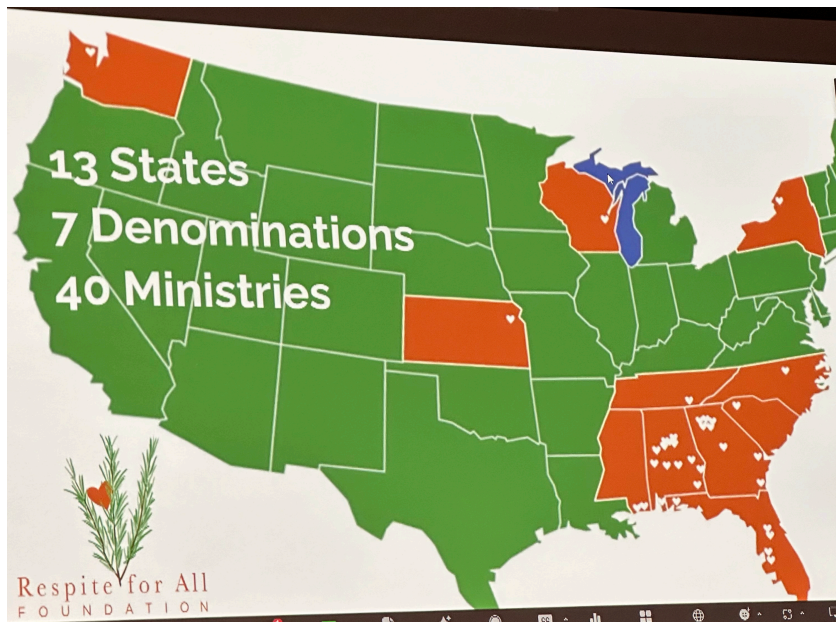 13 States
7 Denominations
40 Ministries
Respite for All
FOUNDATION